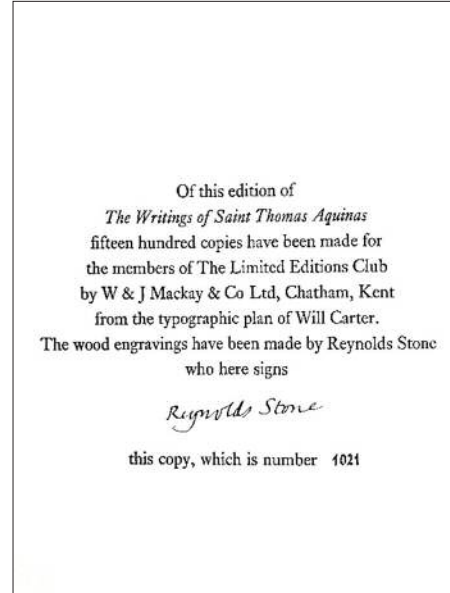 Of this edition of
The Writings of Saint Thomas Aquinas
fifteen hundred copies have been made for
the members of The Limited Editions Club
by W & J Mackay & Co Ltd, Chatham, Kent
from the typographic plan of Will Carter.
The wood engravings have been made by Reynolds Stone
who here signs
Reynolds Stone
this copy, which is number 1021